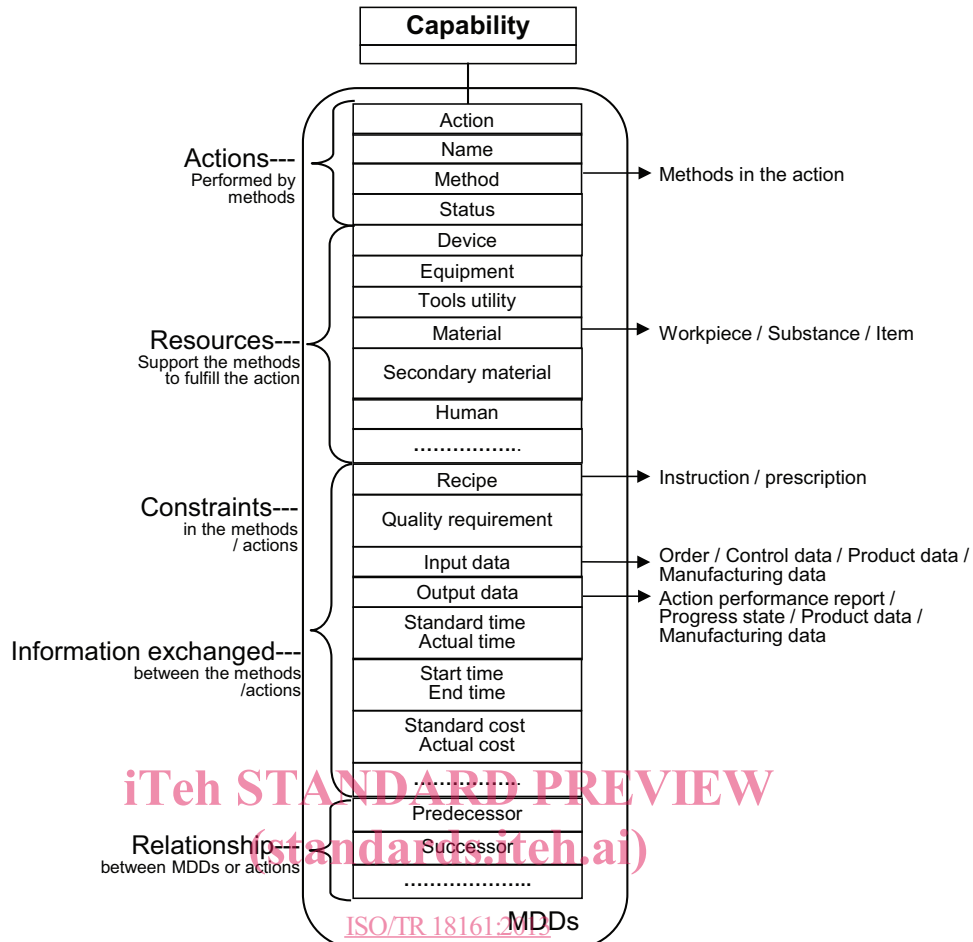 Capability
Action
Name
Method
Status
Device
Equipment
Tools utility
Material
Secondary material
Human
……………..
Recipe
Quality requirement
Input data
Output data
Standard time
Actual time
Start time
End time
Standard cost
Actual cost
……………..
Predecessor
Successor
………………..
MDDs
Actions---
Performed by
methods
Resources---
Support the methods
to fulfill the action
Constraints---
in the methods
/ actions
Information exchanged---
between the methods
/actions
Relationship---
between MDDs or actions
Methods in the action
Workpiece / Substance / Item
Instruction / prescription
Order / Control data / Product data /
Manufacturing data
Action performance report /
Progress state / Product data /
Manufacturing data
iTeh STANDARD PREVIEW
(standards.iteh.ai)
ISO/TR 18161:2013